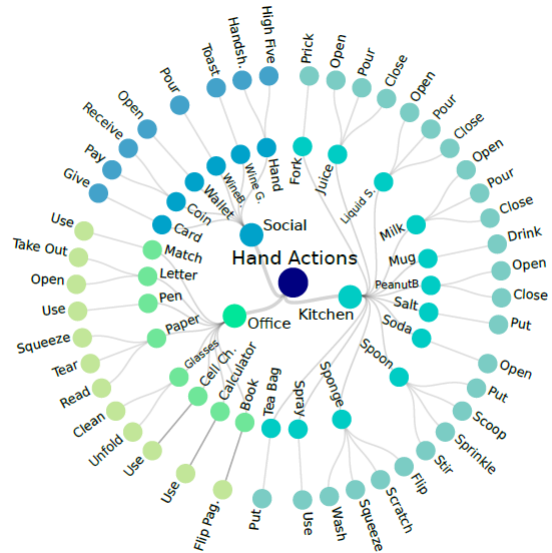 Hand Actions
Social
Hand
High Five
Handsh.
Wine G.
Toast
WineB.
Pour
Wallet
Open
Coin
Receive
Pay
Card
Give
Office
Match
Use
Letter
Take Out
Open
Pen
Use
Paper
Squeeze
Tear
Read
Glasses
Clean
Unfold
Cell Ch.
Use
Calculator
Use
Book
Flip Pag.
Kitchen
Fork
Prick
Juice
Open
Pour
Close
Liquid S.
Open
Pour
Close
Milk
Open
Pour
Close
Mug
Drink
PeanutB
Open
Close
Salt
Put
Soda
Open
Spoon
Put
Scoop
Sprinkle
Stir
Sponge
Flip
Scratch
Squeeze
Wash
Spray
Use
Tea Bag
Put